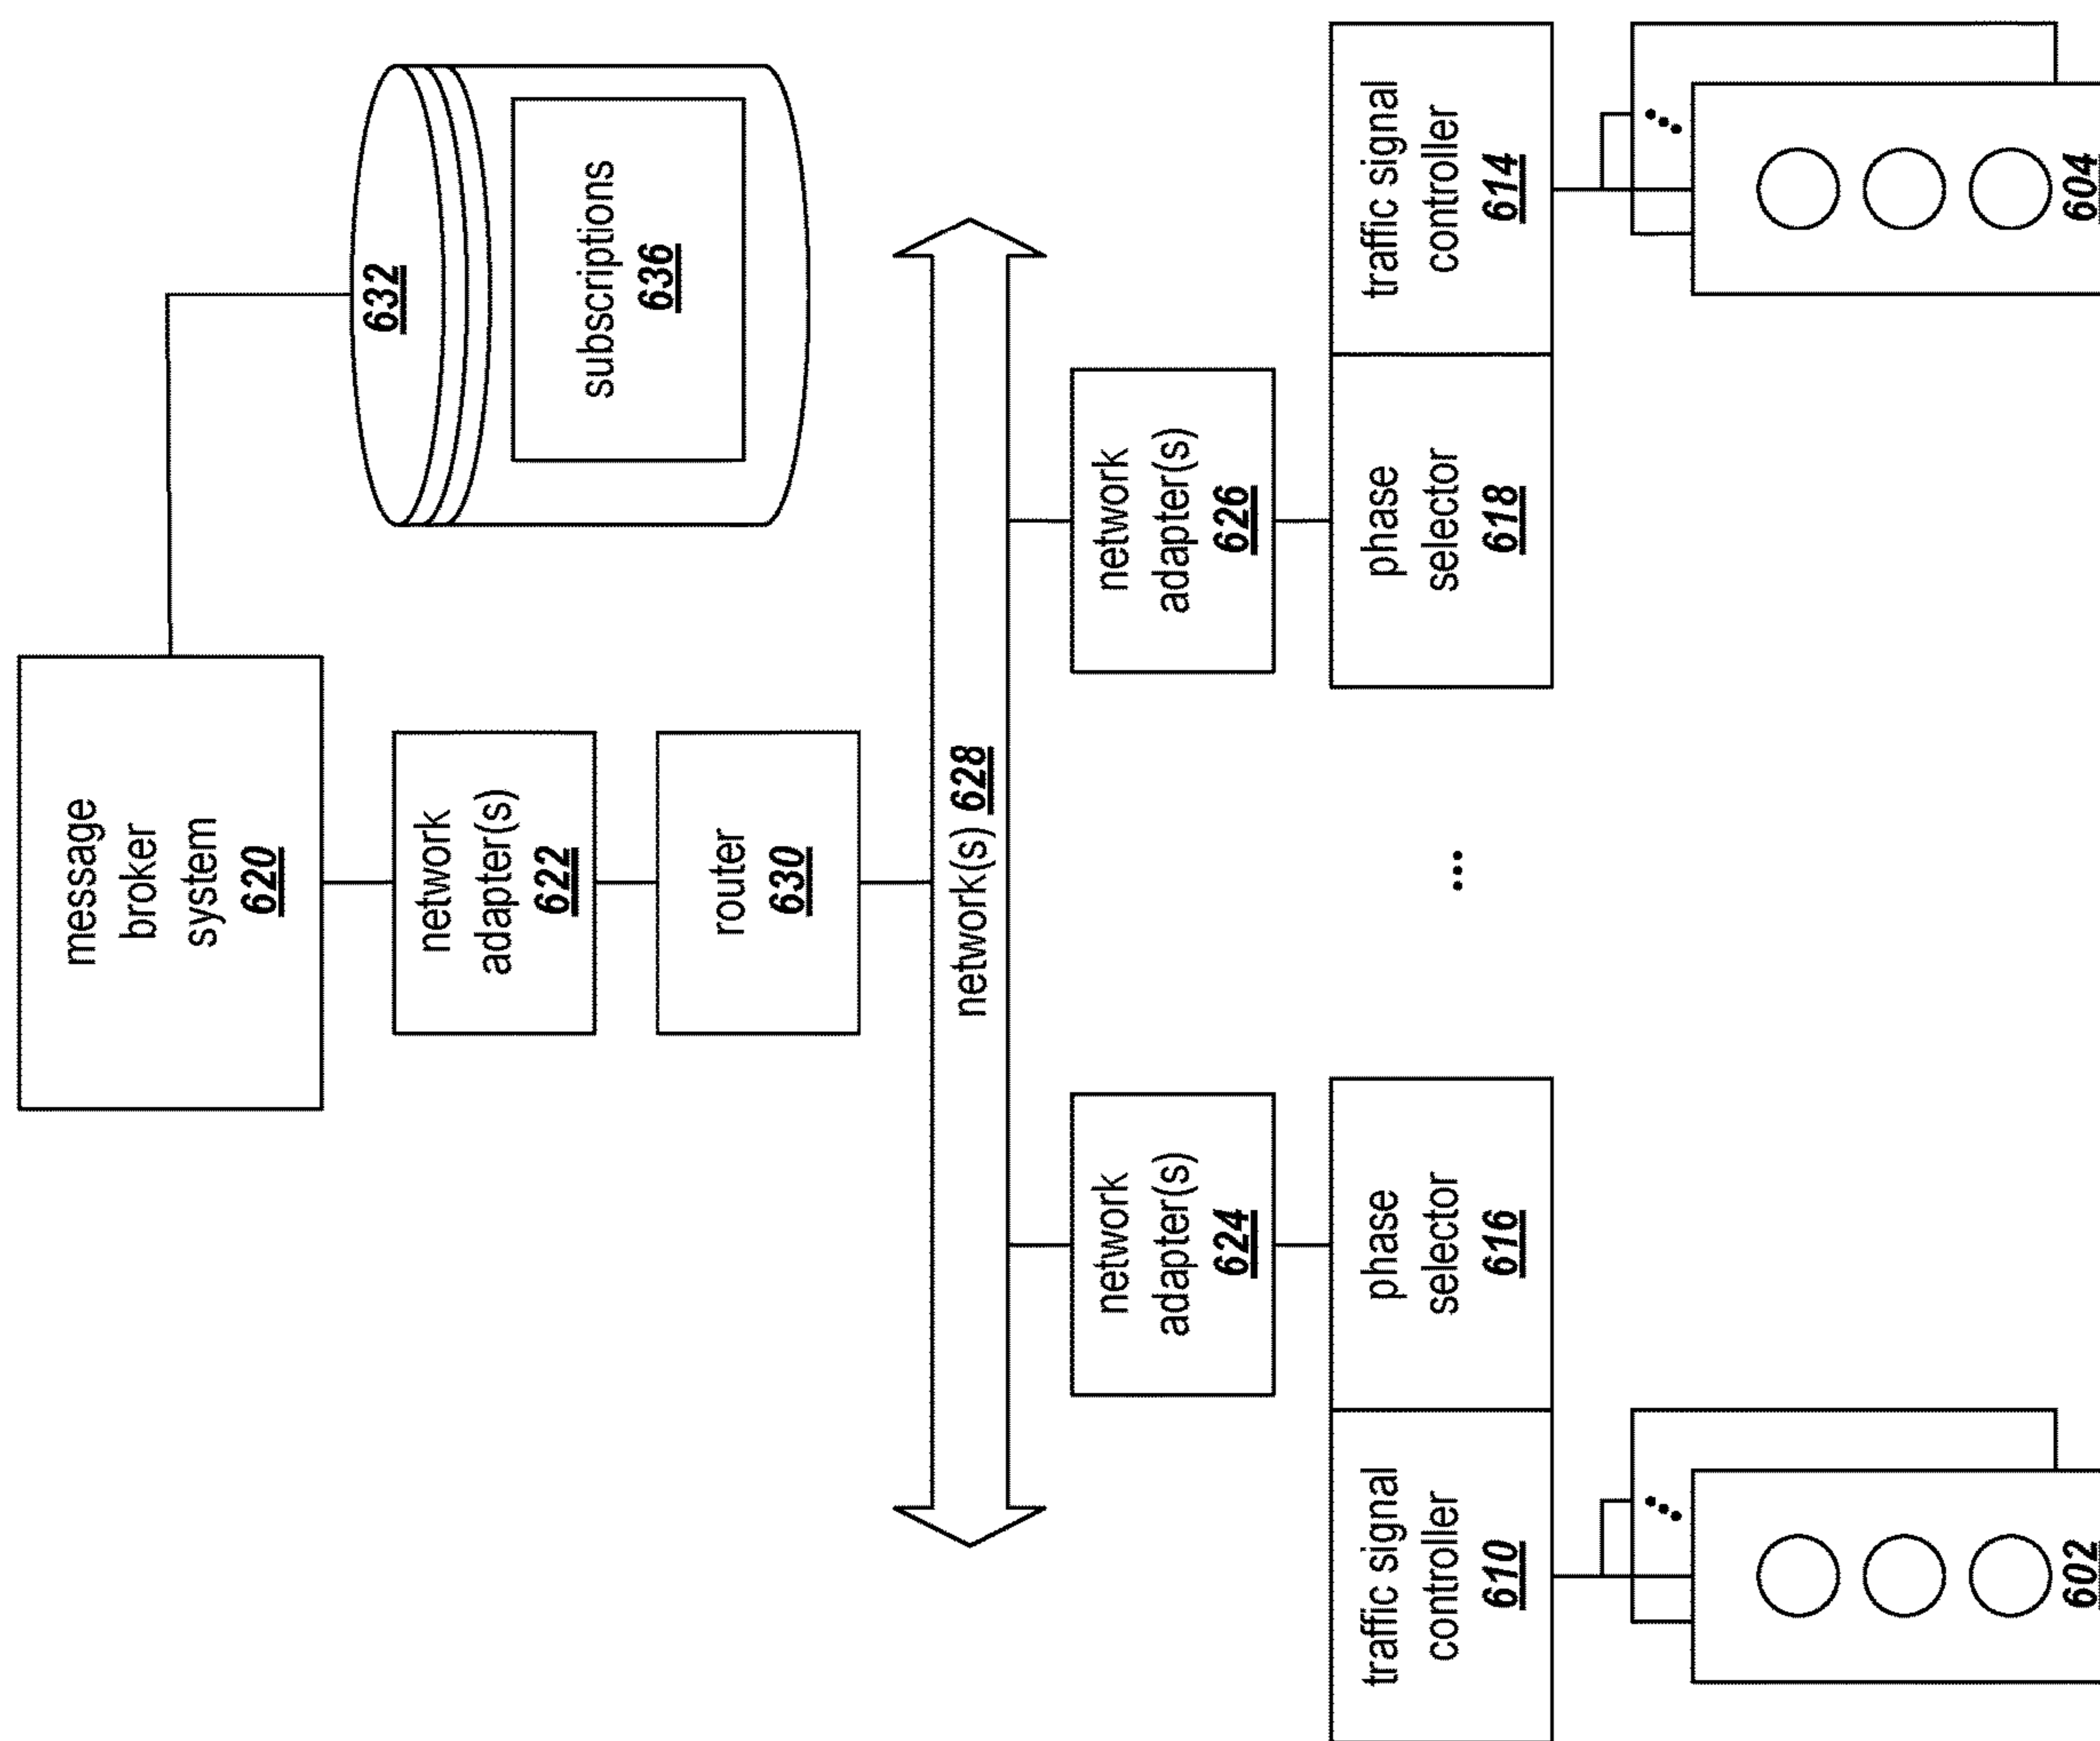 message
broker
system
620
632
subscriptions
636
network
adapter(s)
622
router
630
network(s) 628
network
adapter(s)
624
network
adapter(s)
626
traffic signal
controller
610
phase
selector
616
...
phase
selector
618
traffic signal
controller
614
602
604